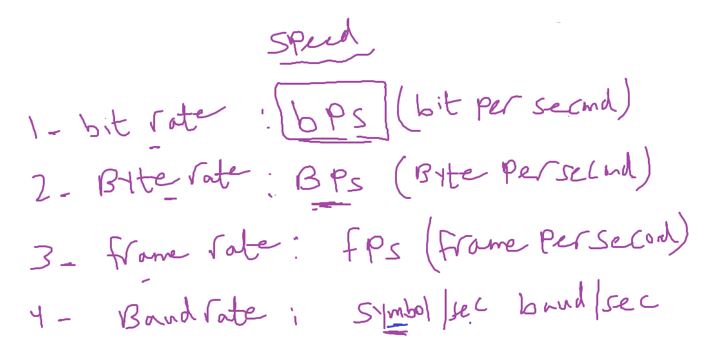 Speed
1- bit rate : bPs (bit per second)
2- Byte rate : BPs (Byte Per second)
3- frame rate : fPs (frame Per second)
4- Baud rate : Symbol/sec baud/sec